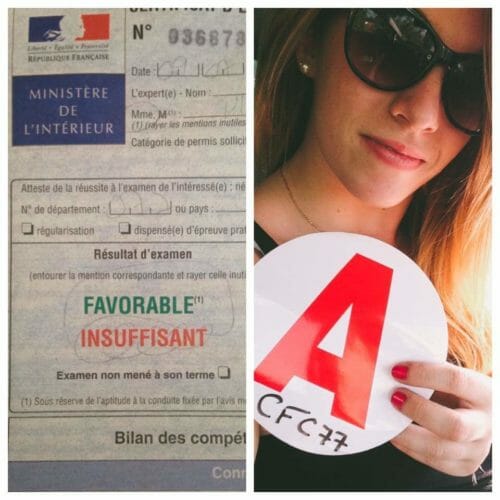 CERTIFICAT D'E
N° 036878
Liberté • Égalité • Fraternité
RÉPUBLIQUE FRANÇAISE
MINISTÈRE
DE
L'INTÉRIEUR
Date :
L'expert(e) - Nom :
Mme, M(1) :
(1) (rayer les mentions inutiles
Catégorie de permis sollici
Atteste de la réussite à l'examen de l'intéressé(e) : né
N° de département : ou pays :
régularisation dispensé(e) d'épreuve prat
Résultat d'examen
(entourer la mention correspondante et rayer celle inuti
FAVORABLE(1)
INSUFFISANT
Examen non mené à son terme
(1) Sous réserve de l'aptitude à la conduite fixée par l'avis m
Bilan des compét
Conn
A
CFC77